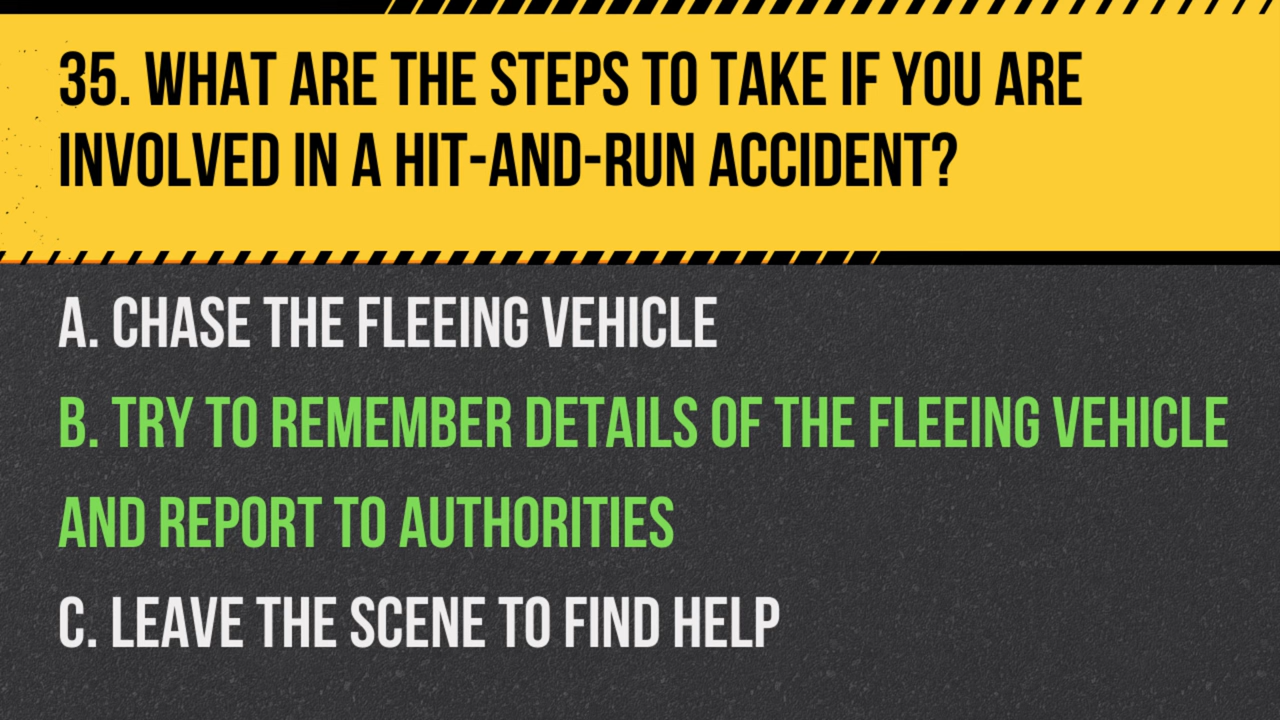 35. WHAT ARE THE STEPS TO TAKE IF YOU ARE
INVOLVED IN A HIT-AND-RUN ACCIDENT?
A. CHASE THE FLEEING VEHICLE
B. TRY TO REMEMBER DETAILS OF THE FLEEING VEHICLE
AND REPORT TO AUTHORITIES
C. LEAVE THE SCENE TO FIND HELP